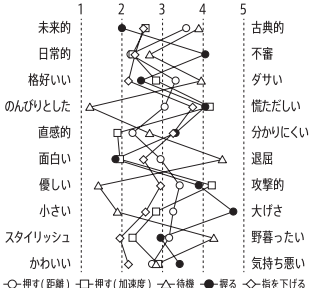 1 2 3 4 5
未来的 古典的
日常的 不審
格好いい ダサい
のんびりとした 慌ただしい
直感的 分かりにくい
面白い 退屈
優しい 攻撃的
小さい 大げさ
スタイリッシュ 野暮ったい
かわいい 気持ち悪い
押す(距離) 押す(加速度) 待機 握る 指を下げる